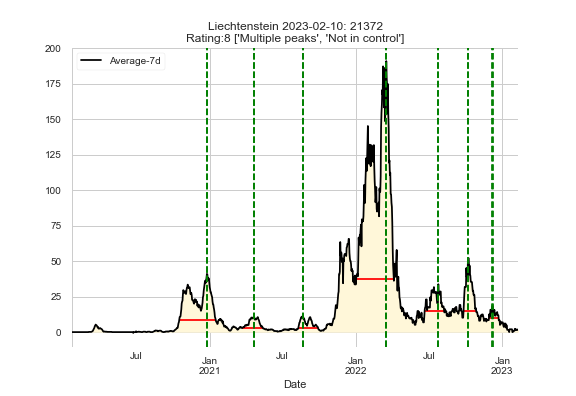 Liechtenstein 2023-02-10: 21372
Rating:8 ['Multiple peaks', 'Not in control']
Average-7d
200
175
150
125
100
75
50
25
0
Jul
Jan
2021
Jul
Jan
2022
Jul
Jan
2023
Date